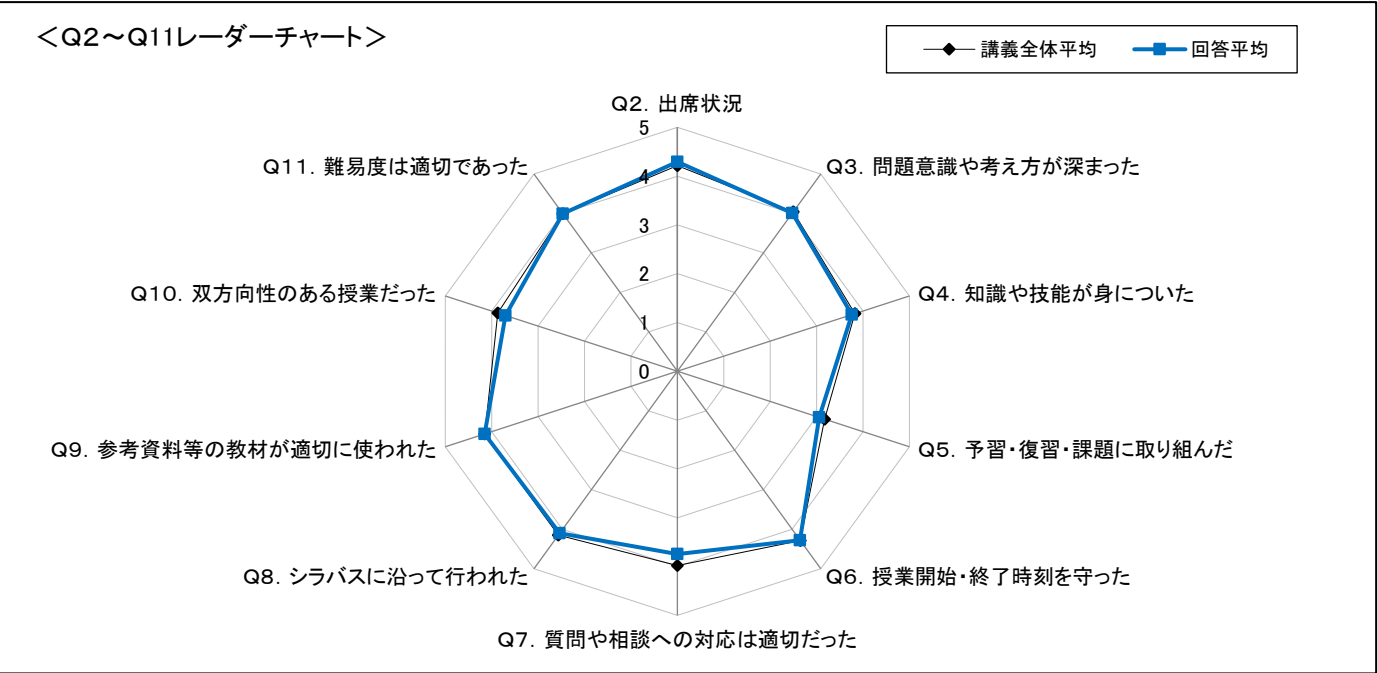 ＜Q2～Q11レーダーチャート＞
講義全体平均 回答平均
Q2．出席状況
Q11．難易度は適切であった
Q3．問題意識や考え方が深まった
Q10．双方向性のある授業だった
Q4．知識や技能が身についた
Q9．参考資料等の教材が適切に使われた
Q5．予習・復習・課題に取り組んだ
Q8．シラバスに沿って行われた
Q6．授業開始・終了時刻を守った
Q7．質問や相談への対応は適切だった
5
4
3
2
1
0